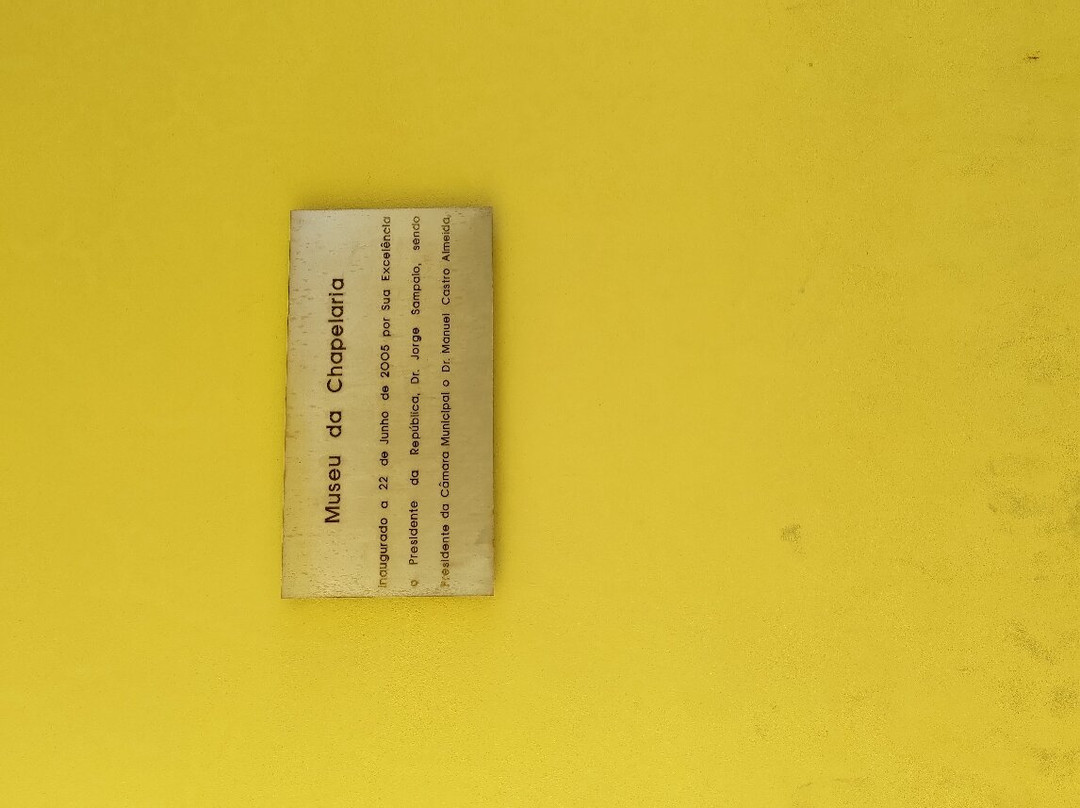 Museu da Chapelaria
Inaugurado a 22 de Junho de 2005 por Sua Excelência
o Presidente da República, Dr. Jorge Sampaio, sendo
Presidente da Câmara Municipal o Dr. Manuel Castro Almeida,